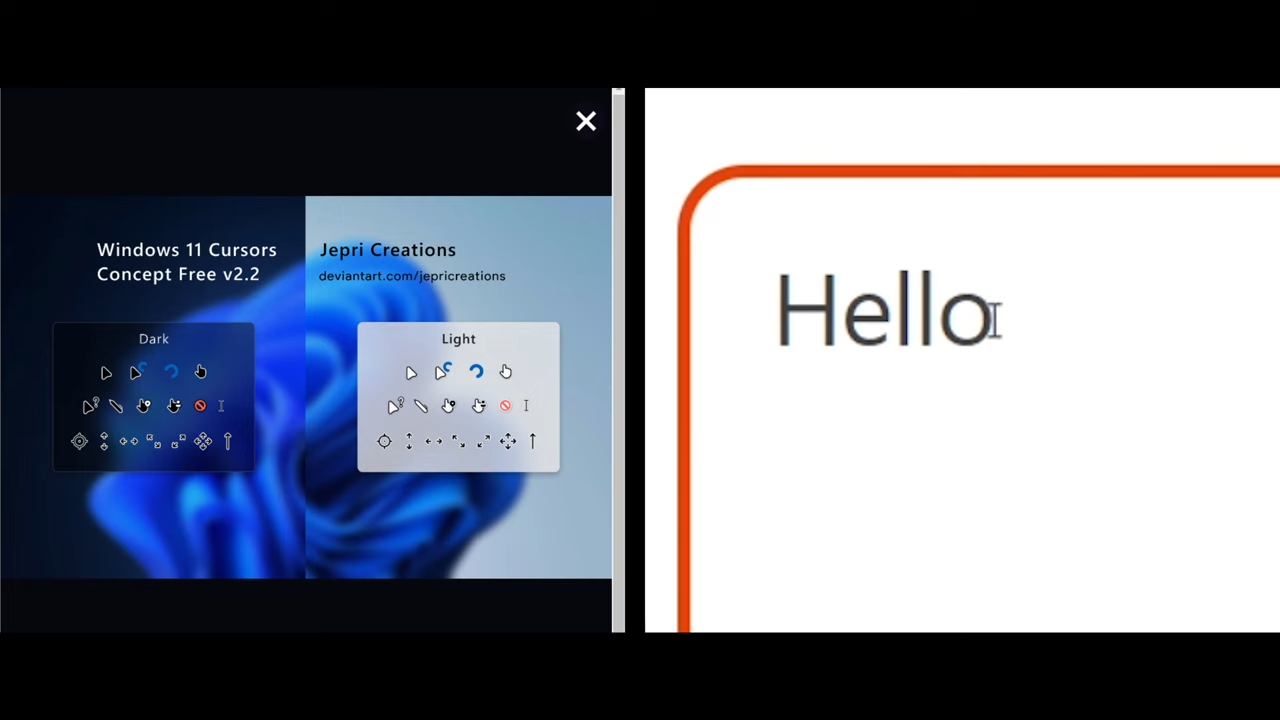 Windows 11 Cursors
Concept Free v2.2
Jepri Creations
deviantart.com/jepricreations
Dark
Light
Hello